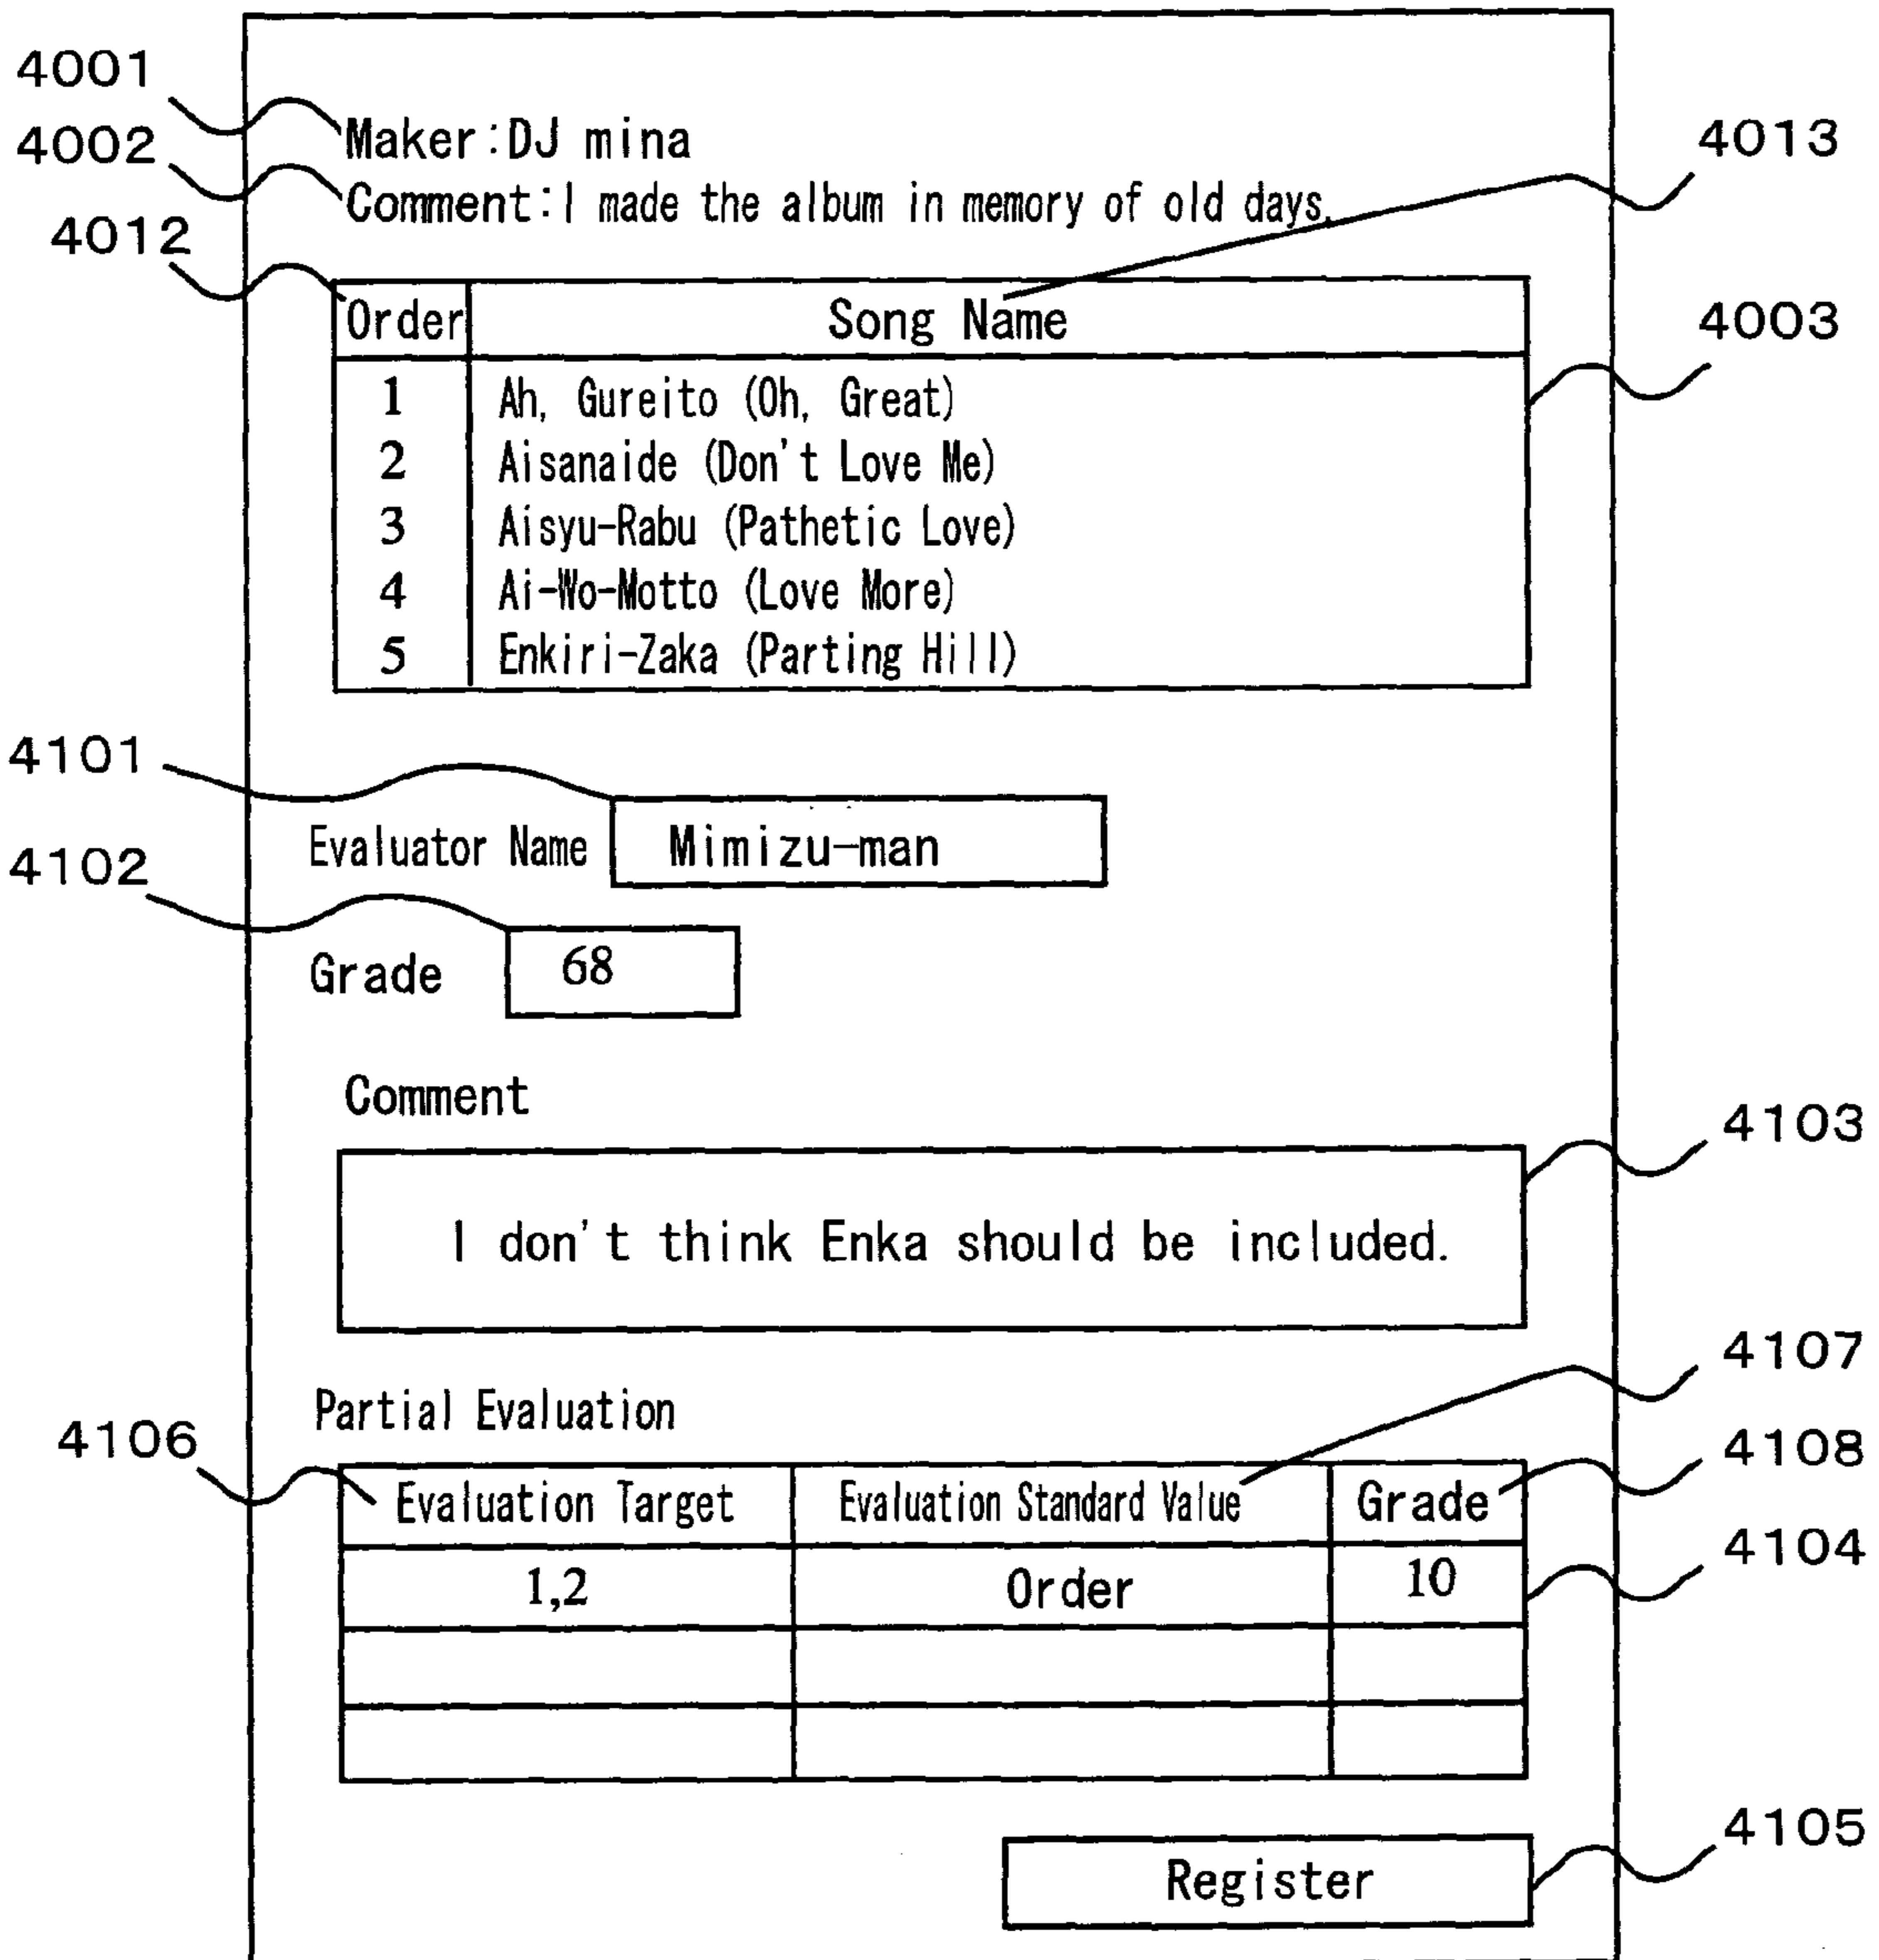 4001
Maker:DJ mina
4013
4002
Comment:I made the album in memory of old days.
4012
Order Song Name
4003
1 Ah, Gureito (Oh, Great)
2 Aisanaide (Don't Love Me)
3 Aisyu-Rabu (Pathetic Love)
4 Ai-Wo-Motto (Love More)
5 Enkiri-Zaka (Parting Hill)
4101
Evaluator Name Mimizu-man
4102
Grade 68
Comment
4103
I don't think Enka should be included.
4107
Partial Evaluation
4106
4108
Evaluation Target Evaluation Standard Value Grade
4104
1,2 Order 10
4105
Register